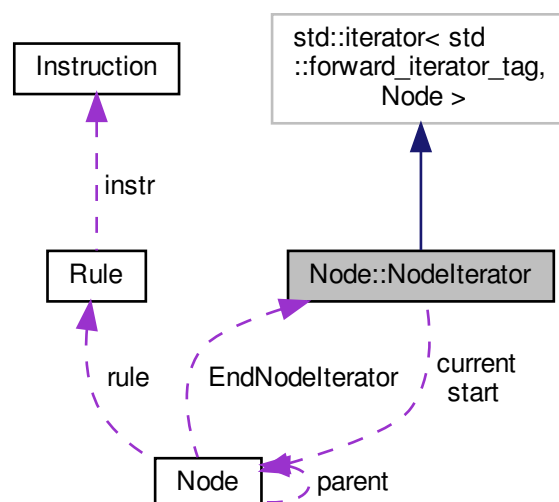 std::iterator< std
::forward_iterator_tag,
Node >
Instruction
instr
Rule
Node::NodeIterator
rule
EndNodeIterator
current
start
Node
parent